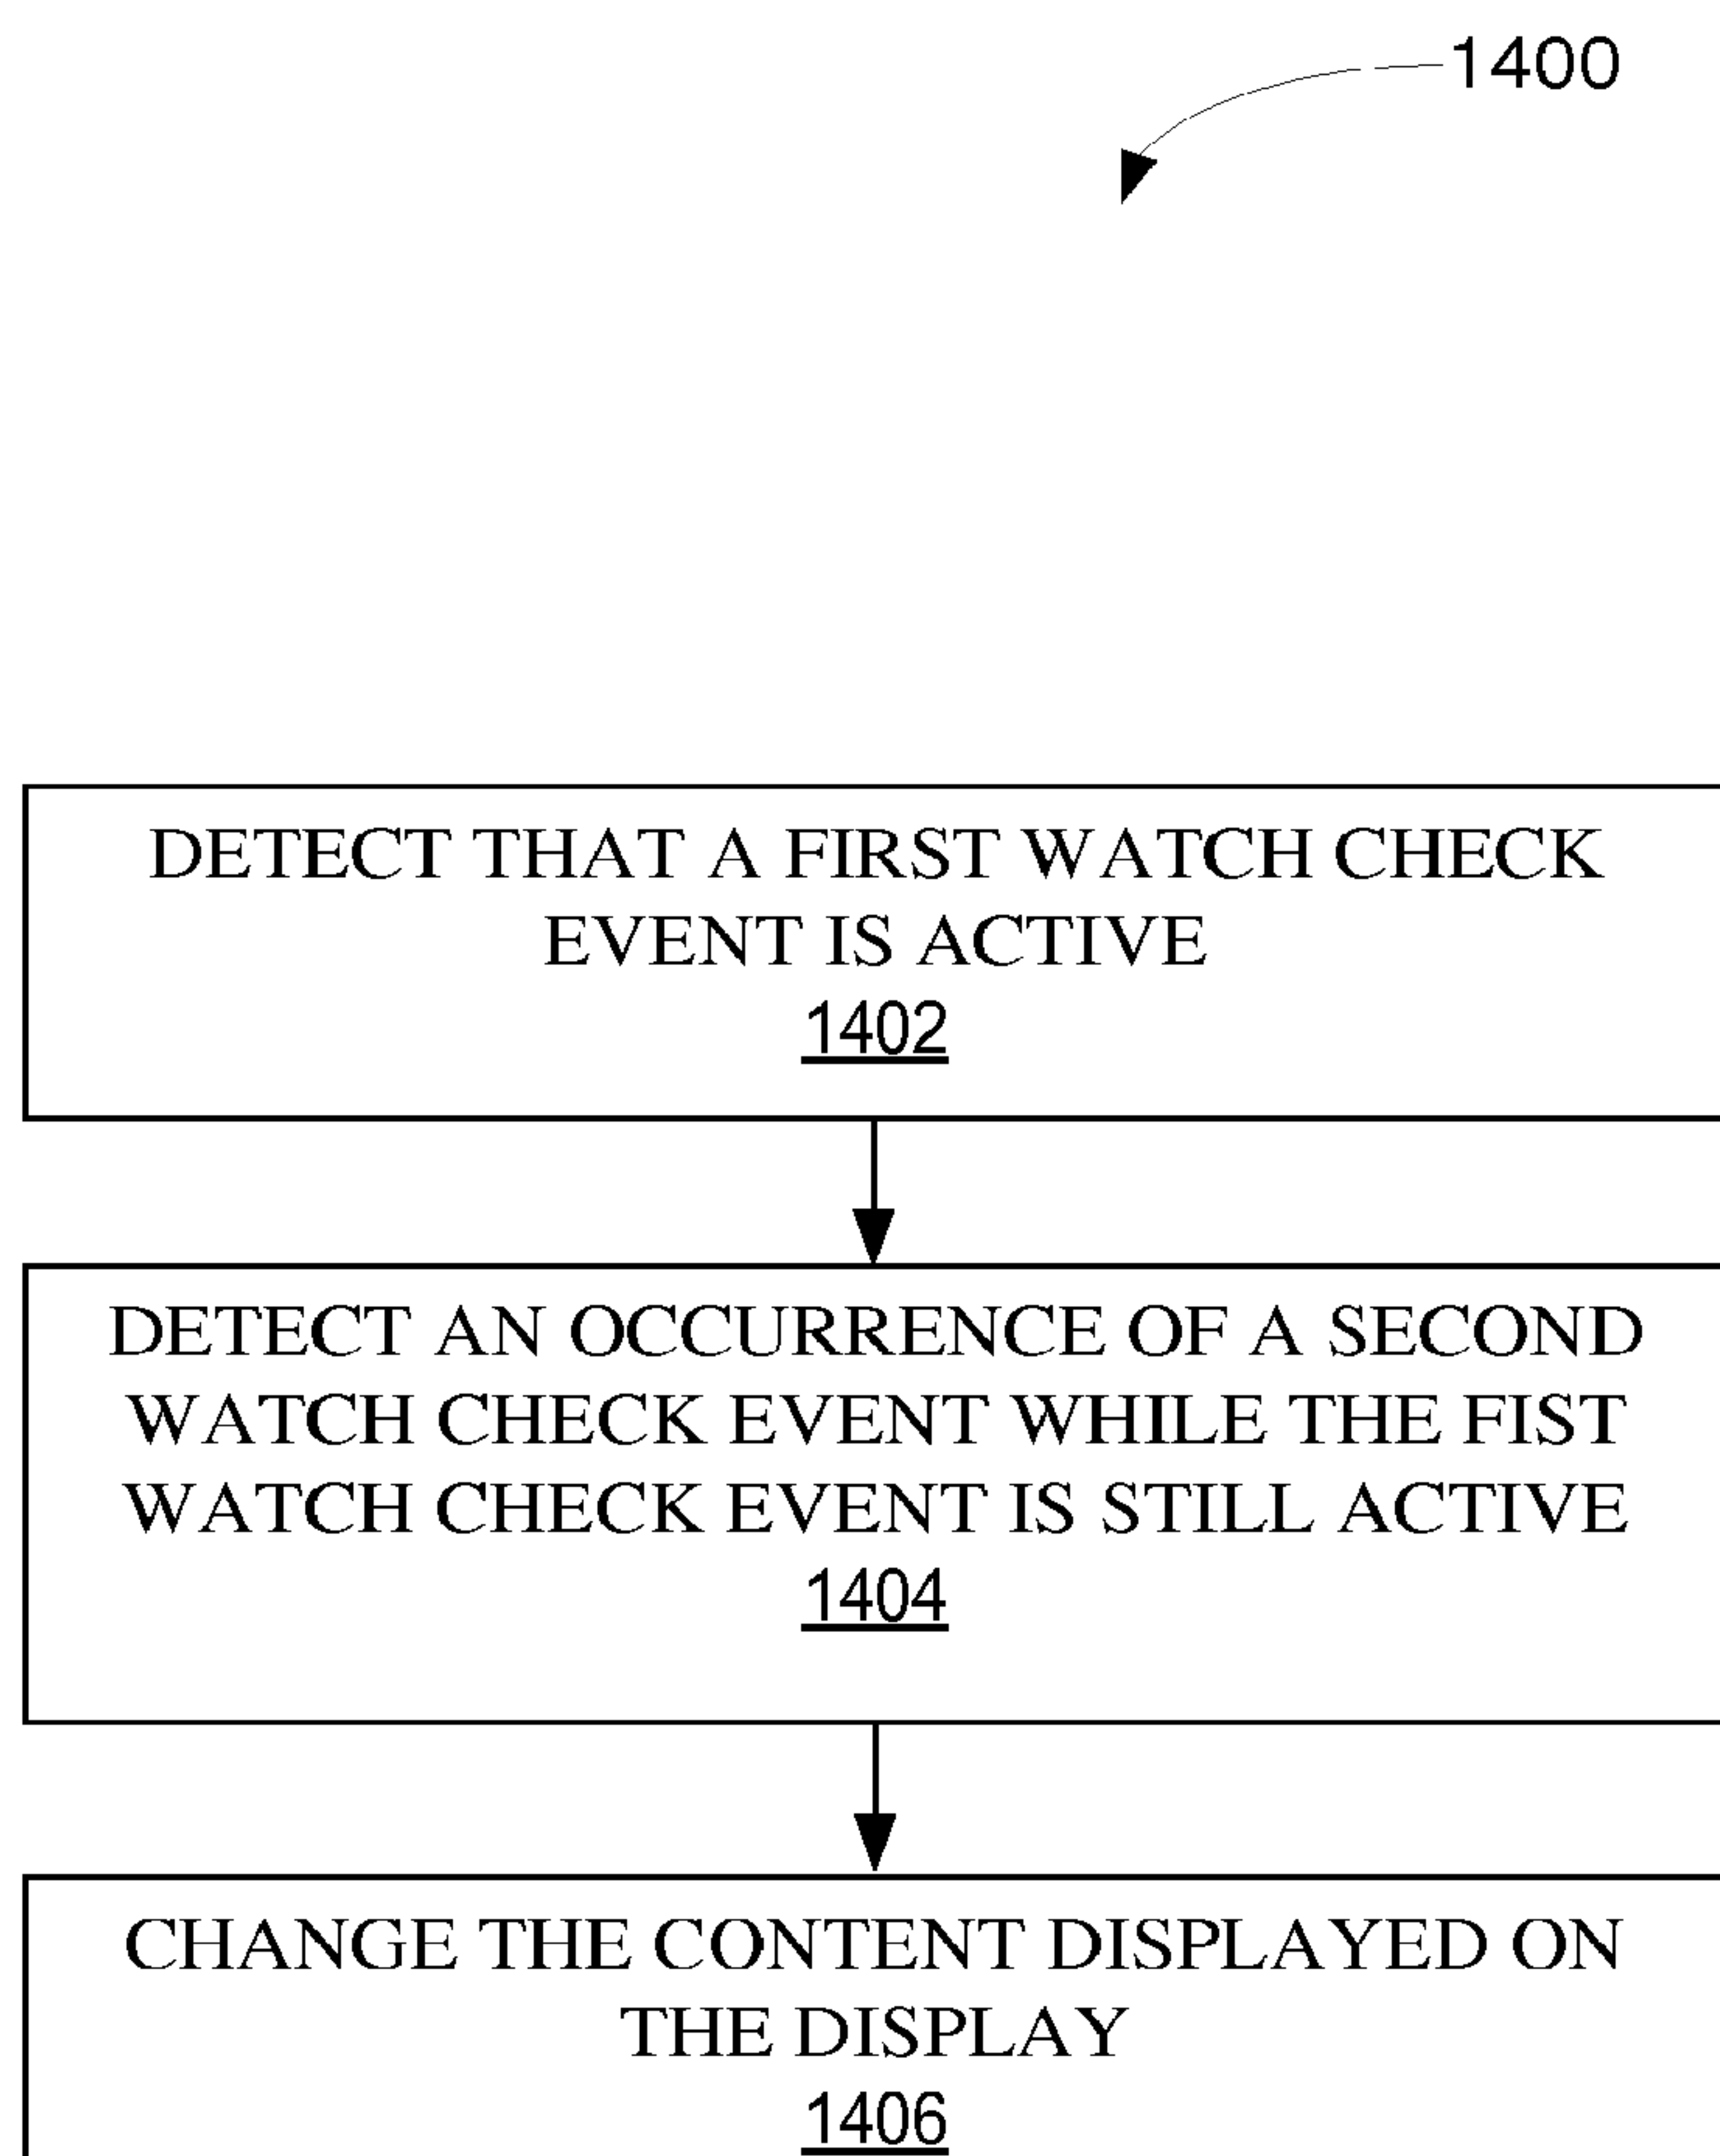 1400
DETECT THAT A FIRST WATCH CHECK
EVENT IS ACTIVE
1402
DETECT AN OCCURRENCE OF A SECOND
WATCH CHECK EVENT WHILE THE FIST
WATCH CHECK EVENT IS STILL ACTIVE
1404
CHANGE THE CONTENT DISPLAYED ON
THE DISPLAY
1406